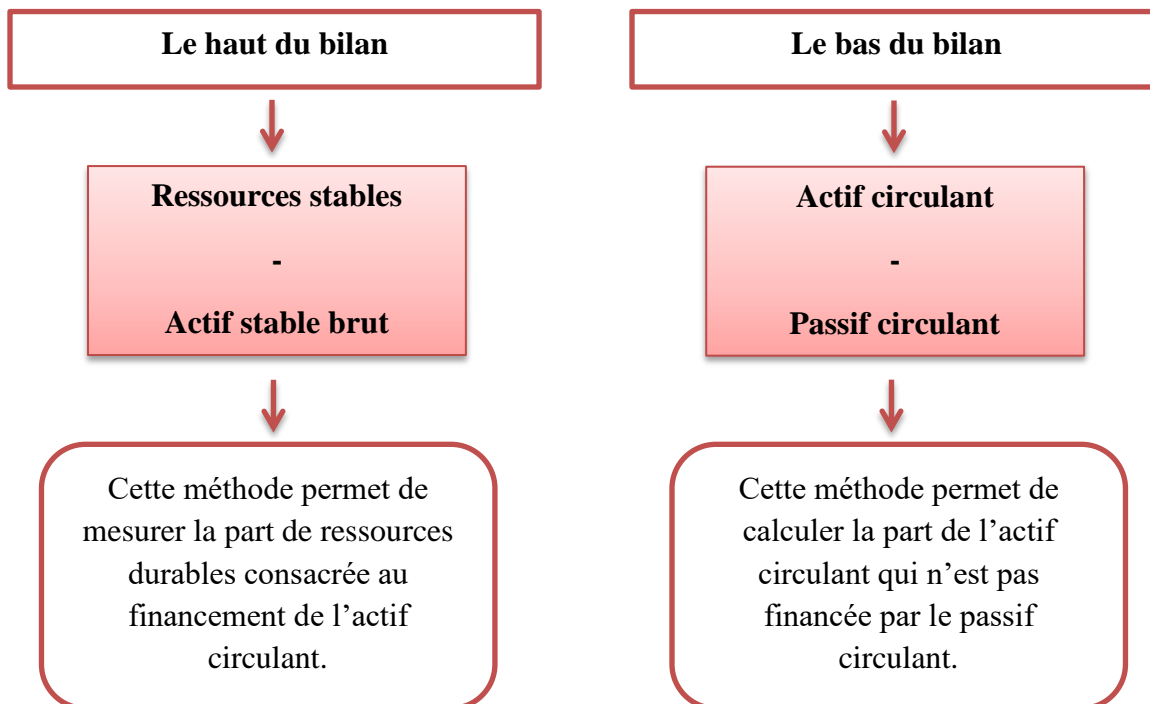 Le haut du bilan
Ressources stables
-
Actif stable brut
Cette méthode permet de
mesurer la part de ressources
durables consacrée au
financement de l’actif
circulant.
Le bas du bilan
Actif circulant
-
Passif circulant
Cette méthode permet de
calculer la part de l’actif
circulant qui n’est pas
financée par le passif
circulant.